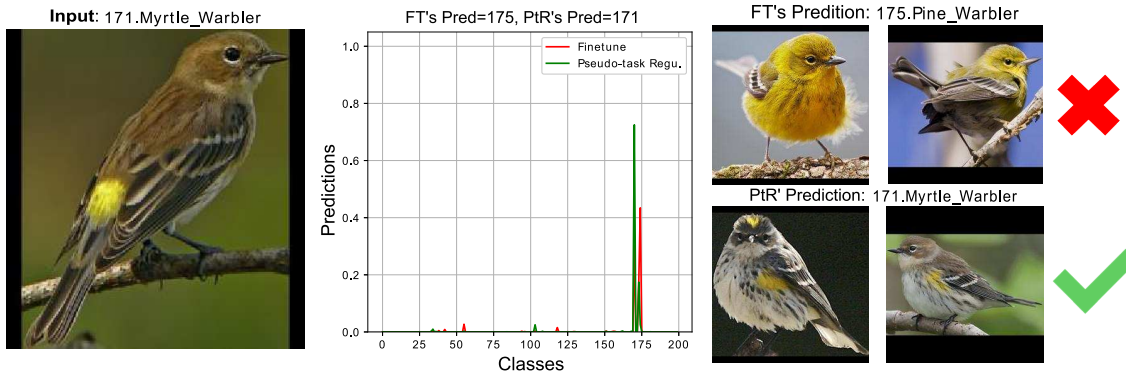 Input: 171.Myrtle_Warbler
FT's Pred=175, PtR's Pred=171
1.0
0.8
0.6
0.4
0,2
0,0
Predictions
Finetune
Pseudo-task Regu.
0 25 50 75 100 125 150 175 200
Classes
FT's Predition: 175.Pine_Warbler
PtR' Prediction: 171.Myrtle_Warbler